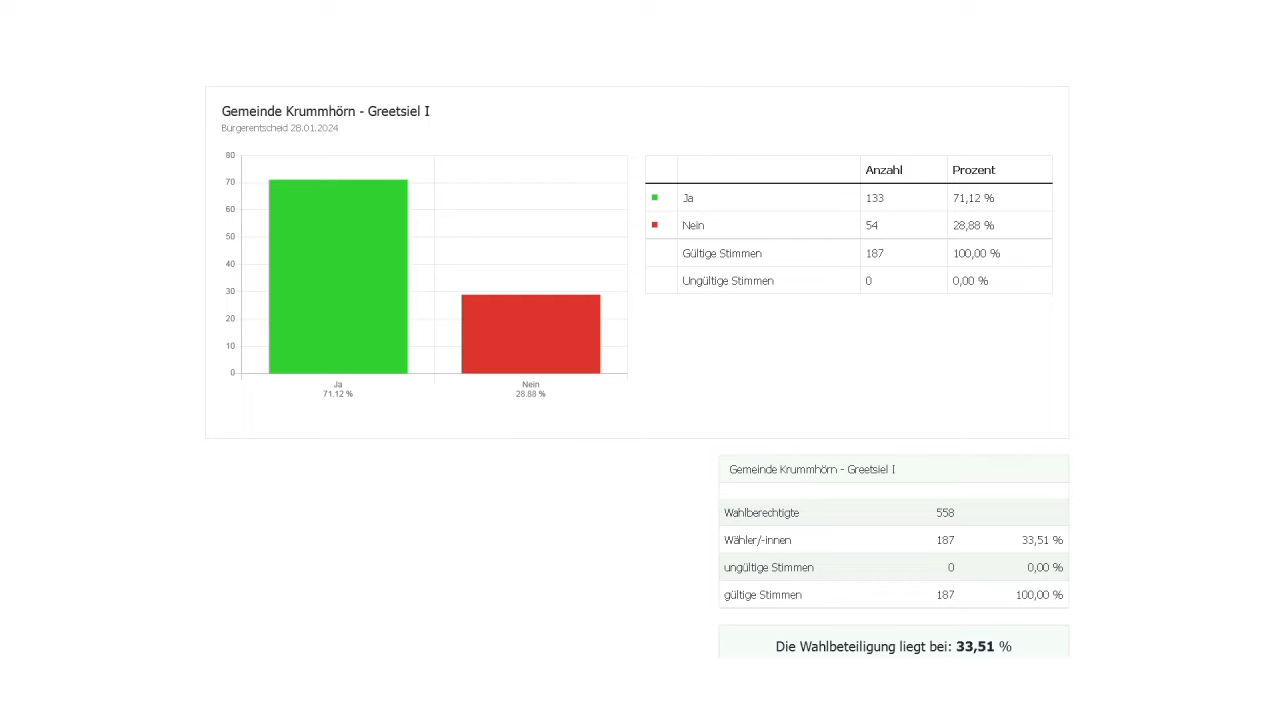 Gemeinde Krummhörn - Greetsiel I
Bürgerentscheid 28.01.2024
80
70
60
50
40
30
20
10
0
Ja
71.12 %
Nein
28.88 %
Anzahl Prozent
Ja 133 71,12 %
Nein 54 28,88 %
Gültige Stimmen 187 100,00 %
Ungültige Stimmen 0 0,00 %
Gemeinde Krummhörn - Greetsiel I
Wahlberechtigte 558
Wähler/-innen 187 33,51 %
ungültige Stimmen 0 0,00 %
gültige Stimmen 187 100,00 %
Die Wahlbeteiligung liegt bei: 33,51 %